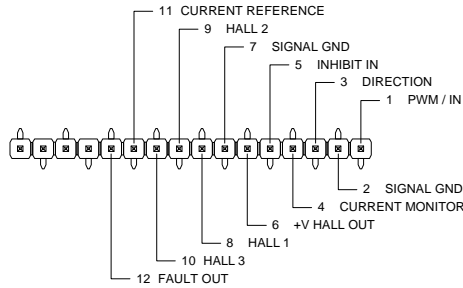 11 CURRENT REFERENCE
9 HALL 2
7 SIGNAL GND
5 INHIBIT IN
3 DIRECTION
1 PWM / IN
2 SIGNAL GND
4 CURRENT MONITOR
6 +V HALL OUT
8 HALL 1
10 HALL 3
12 FAULT OUT